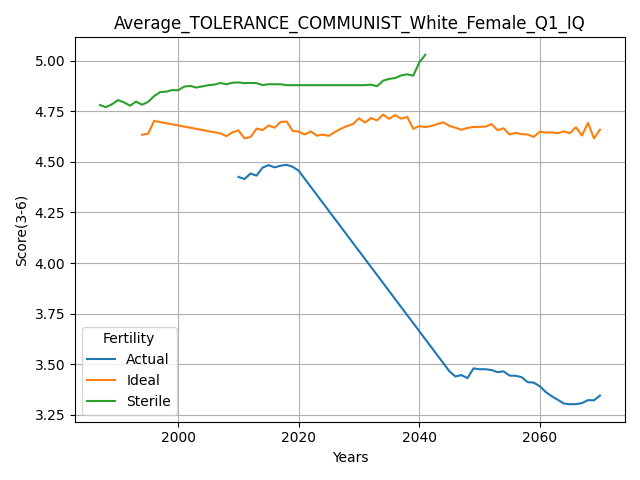 Average_TOLERANCE_COMMUNIST_White_Female_Q1_IQ
Score(3-6)
5.00
4.75
4.50
4.25
4.00
3.75
3.50
3.25
Fertility
Actual
Ideal
Sterile
2000
2020
2040
2060
Years